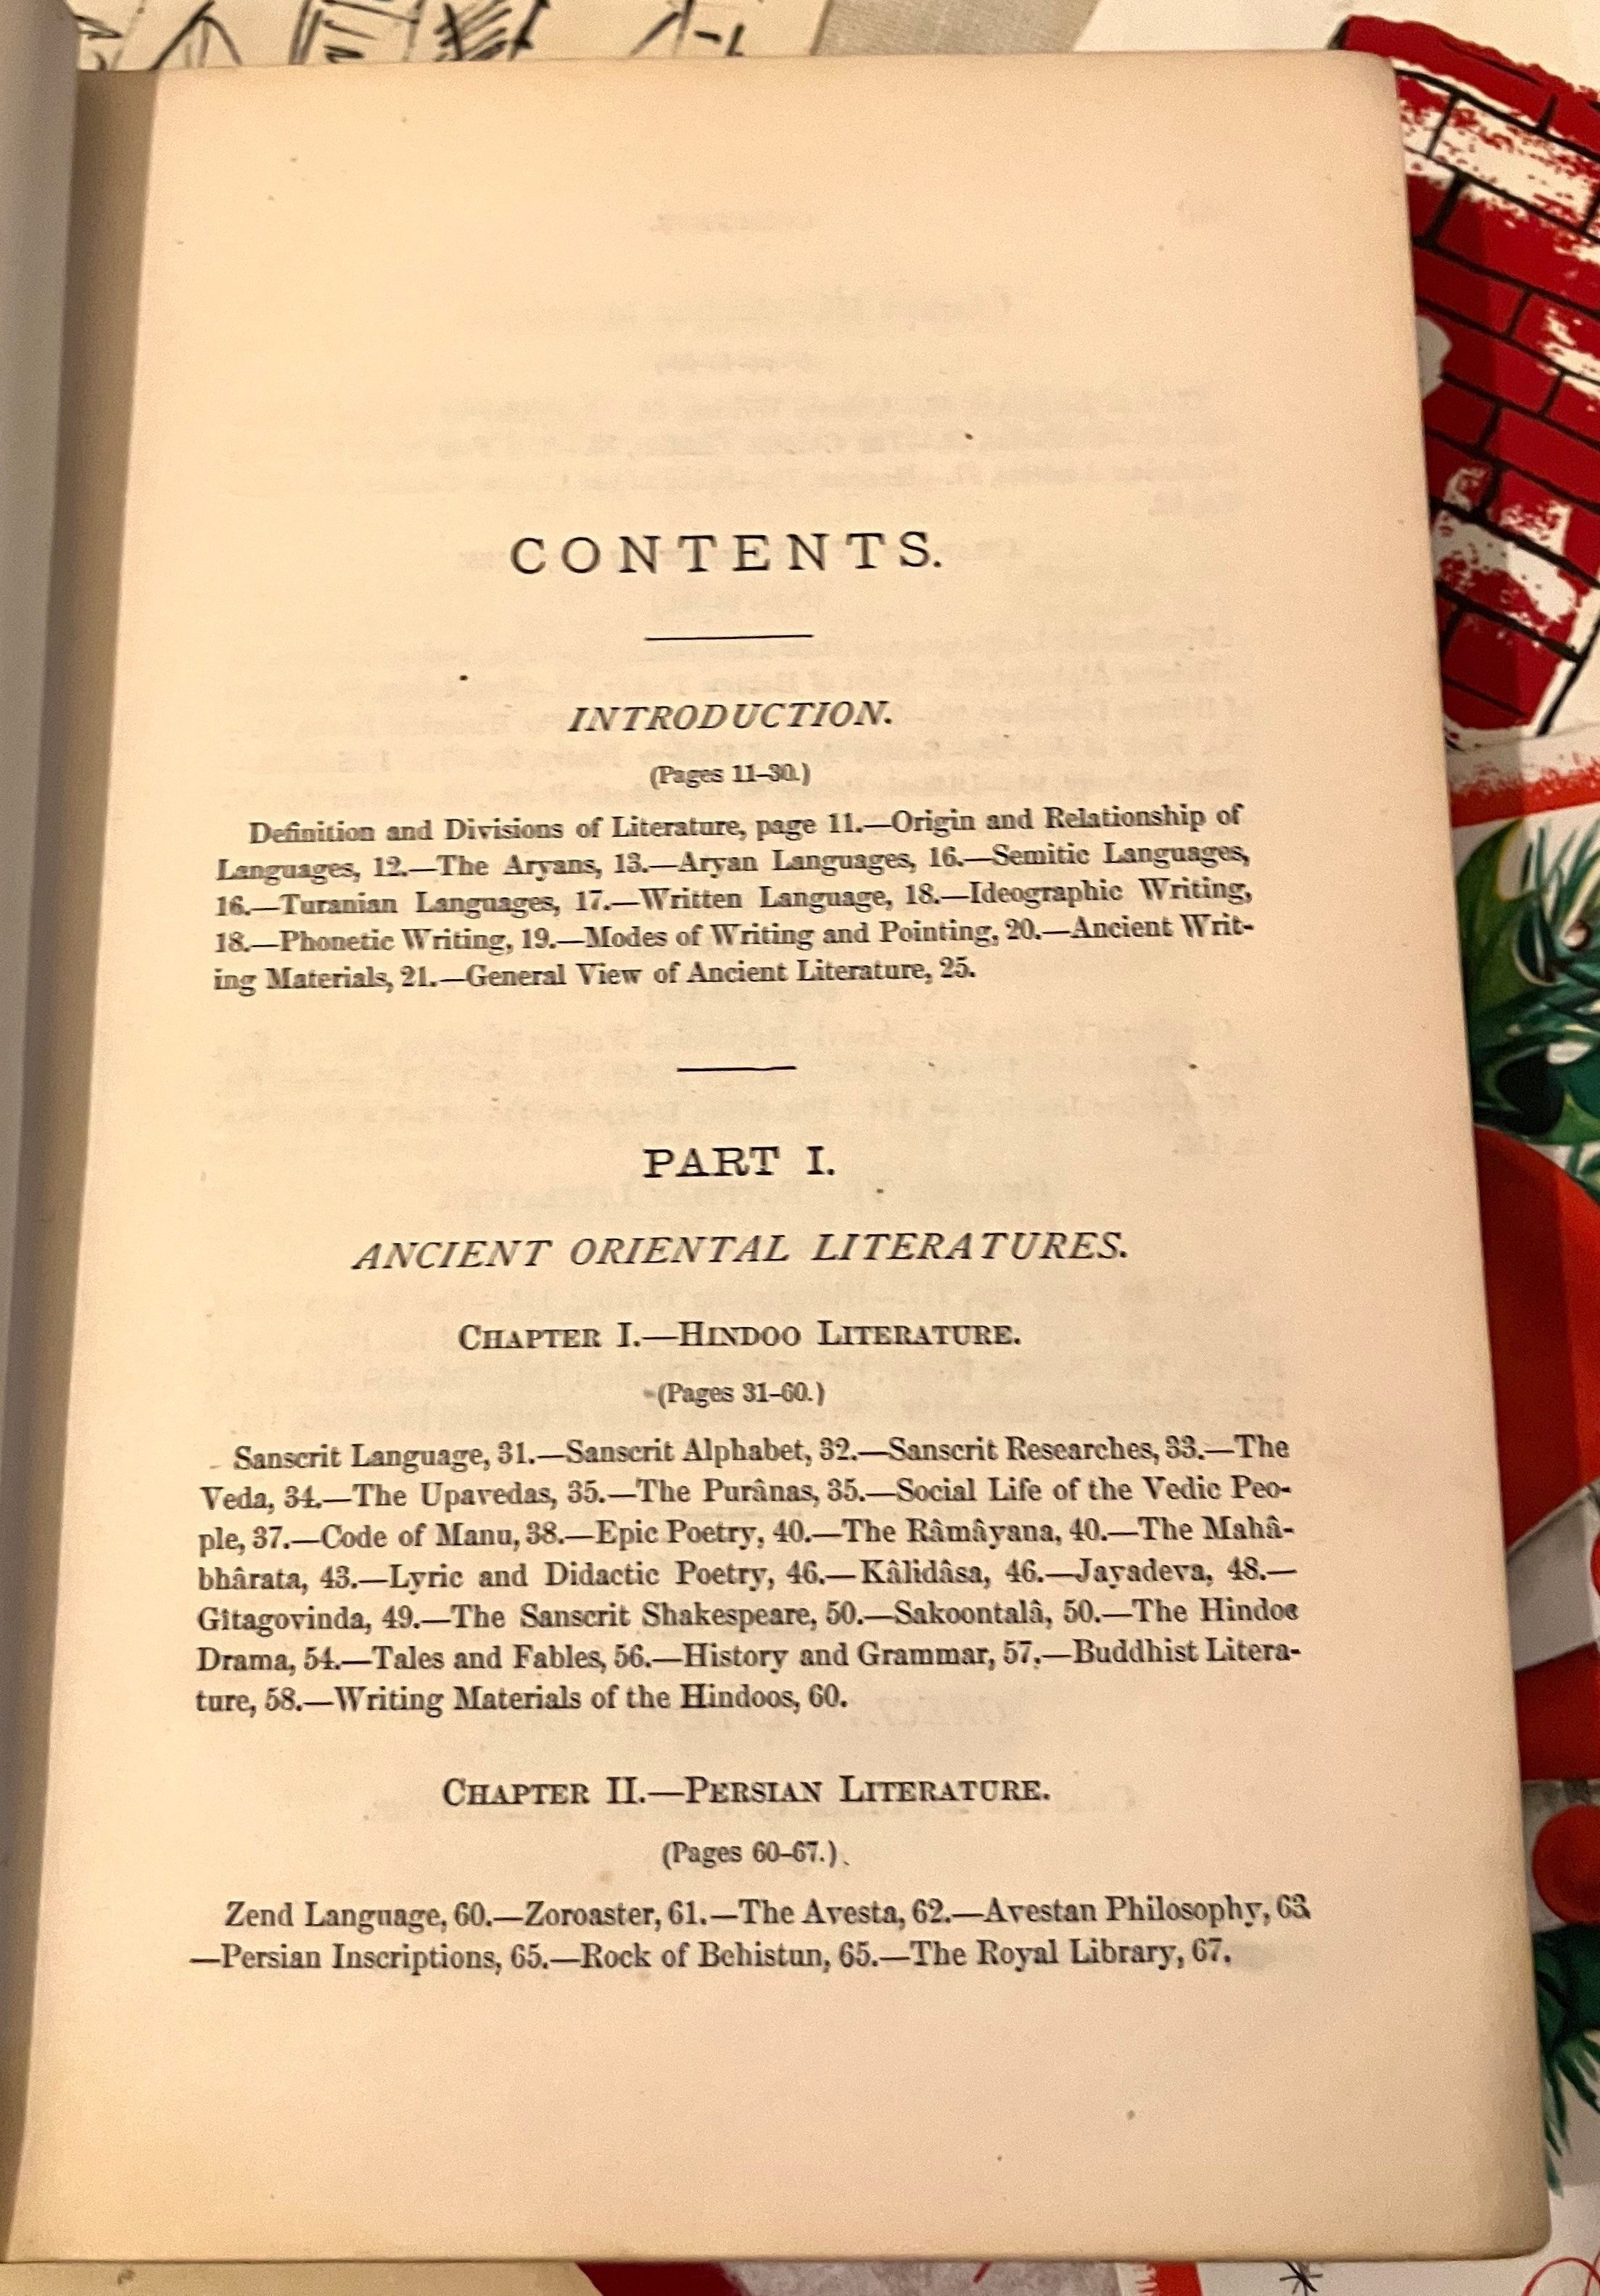 CONTENTS.
INTRODUCTION.
(Pages 11–30.)
Definition and Divisions of Literature, page 11.—Origin and Relationship of
Languages, 12.—The Aryans, 13.—Aryan Languages, 16.—Semitic Languages,
16.—Turanian Languages, 17.—Written Language, 18.—Ideographic Writing,
18.—Phonetic Writing, 19.—Modes of Writing and Pointing, 20.—Ancient Writ-
ing Materials, 21.—General View of Ancient Literature, 25.
PART I.
ANCIENT ORIENTAL LITERATURES.
CHAPTER I.—HINDOO LITERATURE.
(Pages 31–60.)
Sanscrit Language, 31.—Sanscrit Alphabet, 32.—Sanscrit Researches, 33.—The
Veda, 34.—The Upavedas, 35.—The Purânas, 35.—Social Life of the Vedic Peo-
ple, 37.—Code of Manu, 38.—Epic Poetry, 40.—The Râmâyana, 40.—The Mahâ-
bhârata, 43.—Lyric and Didactic Poetry, 46.—Kâlidâsa, 46.—Jayadeva, 48.—
Gîtagovinda, 49.—The Sanscrit Shakespeare, 50.—Sakoontalâ, 50.—The Hindoo
Drama, 54.—Tales and Fables, 56.—History and Grammar, 57.—Buddhist Litera-
ture, 58.—Writing Materials of the Hindoos, 60.
CHAPTER II.—PERSIAN LITERATURE.
(Pages 60–67.)
Zend Language, 60.—Zoroaster, 61.—The Avesta, 62.—Avestan Philosophy, 63
—Persian Inscriptions, 65.—Rock of Behistun, 65.—The Royal Library, 67.